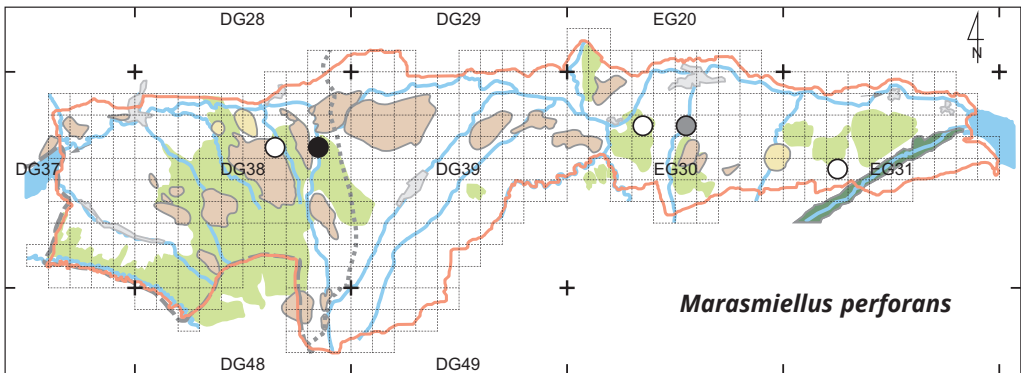 DG28 DG29 EG20
N
DG37 DG38 DG39 EG30 EG31
Marasmiellus perforans
DG48 DG49